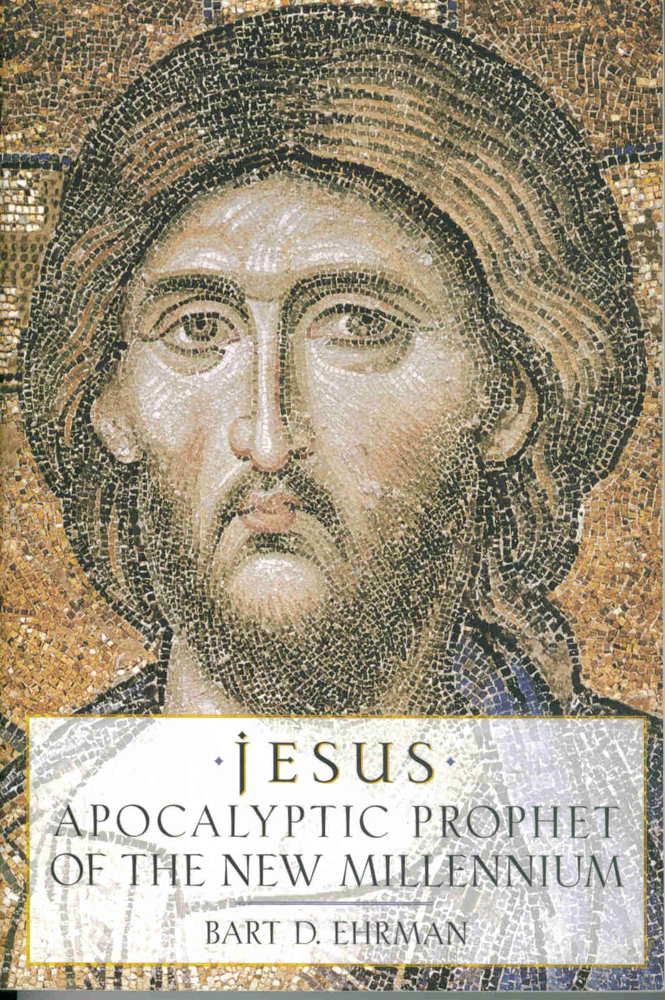 · jESUS ·
APOCALYPTIC PROPHET
OF THE NEW MILLENNIUM
BART D. EHRMAN